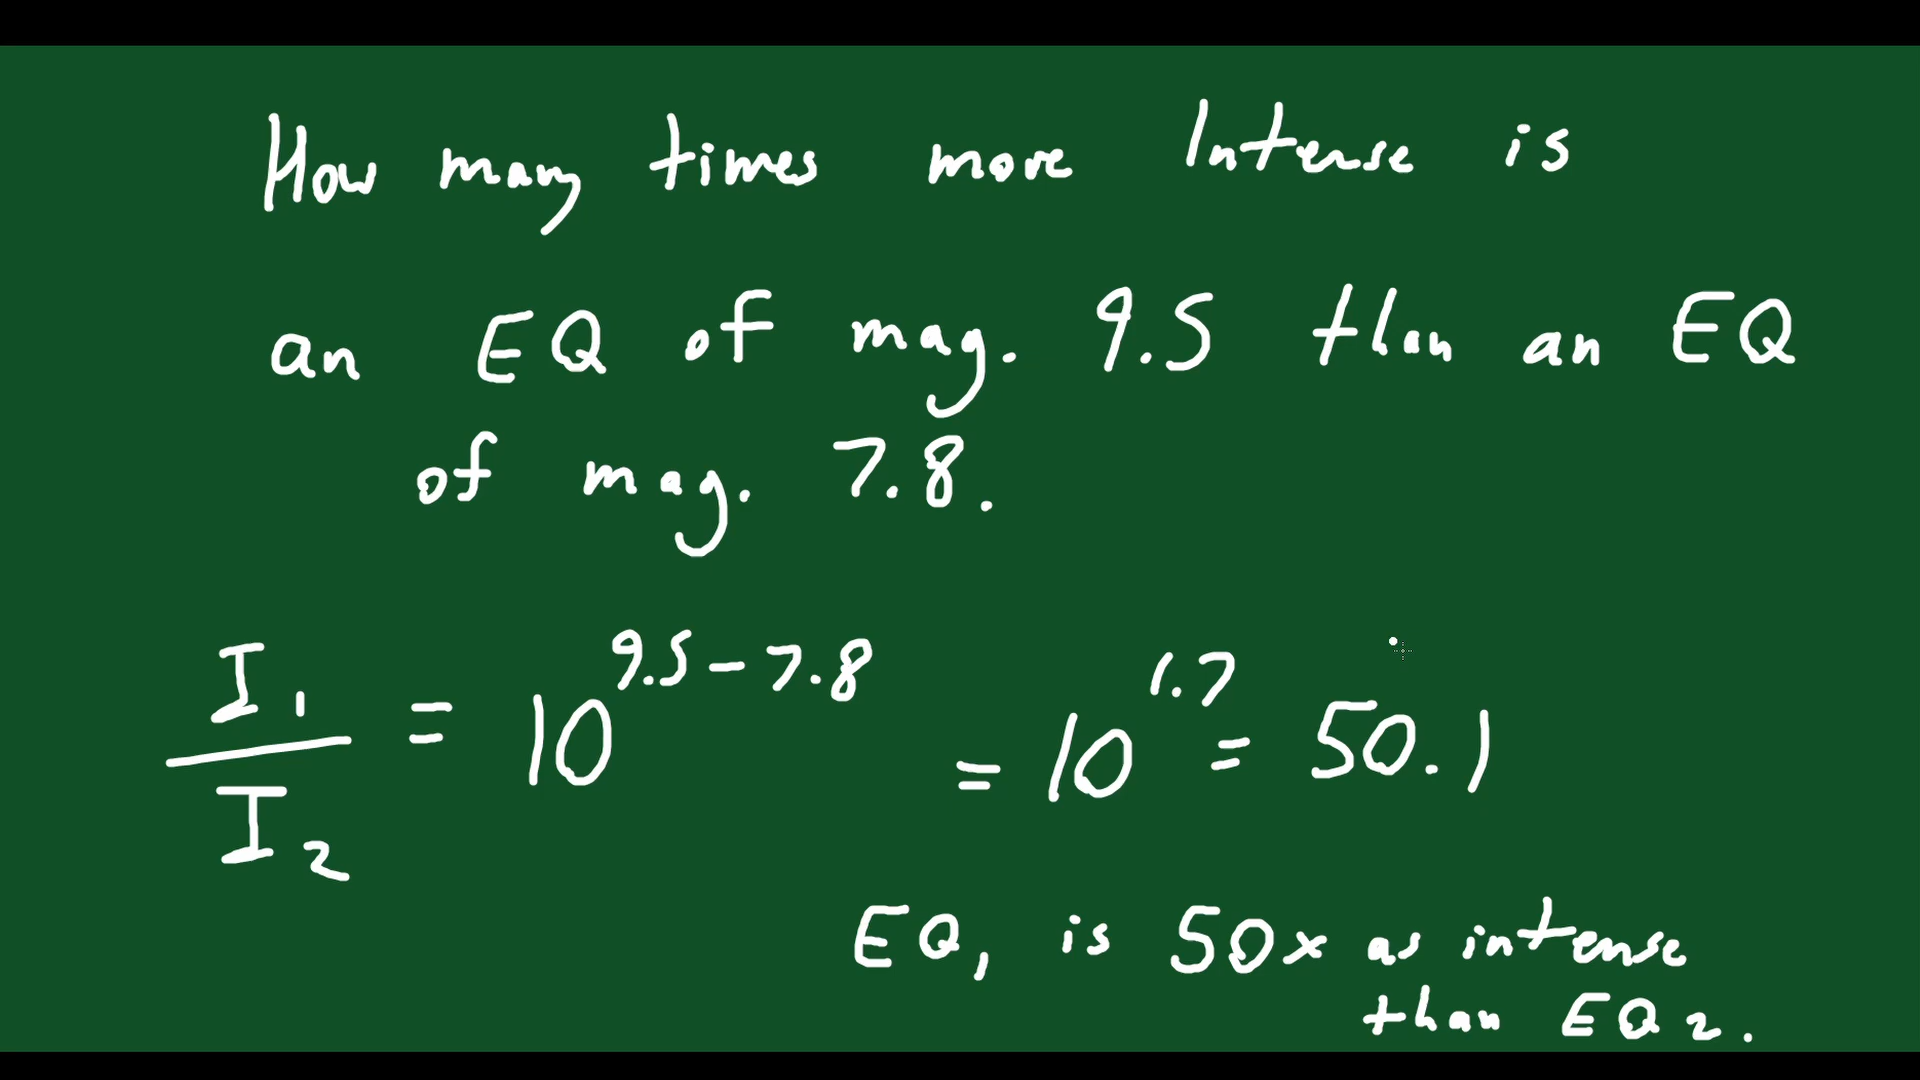 How many times more Intense is
an EQ of mag. 9.5 than an EQ
of mag. 7.8.
I₁/I₂ = 10^(9.5-7.8) = 10^1.7 = 50.1
EQ₁ is 50x as intense
than EQ₂.